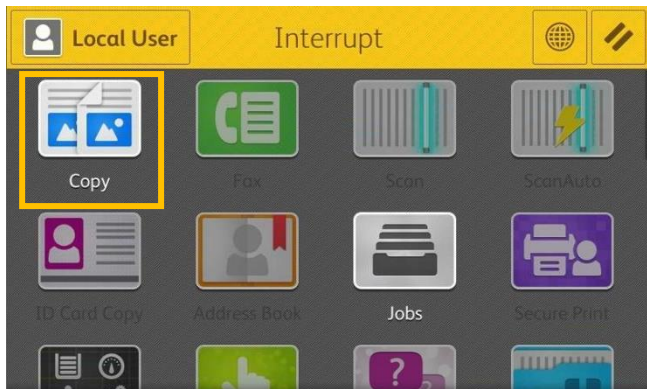 Local User
Interrupt
Copy
Fax
Scan
ScanAuto
ID Card Copy
Address Book
Jobs
Secure Print
?
?